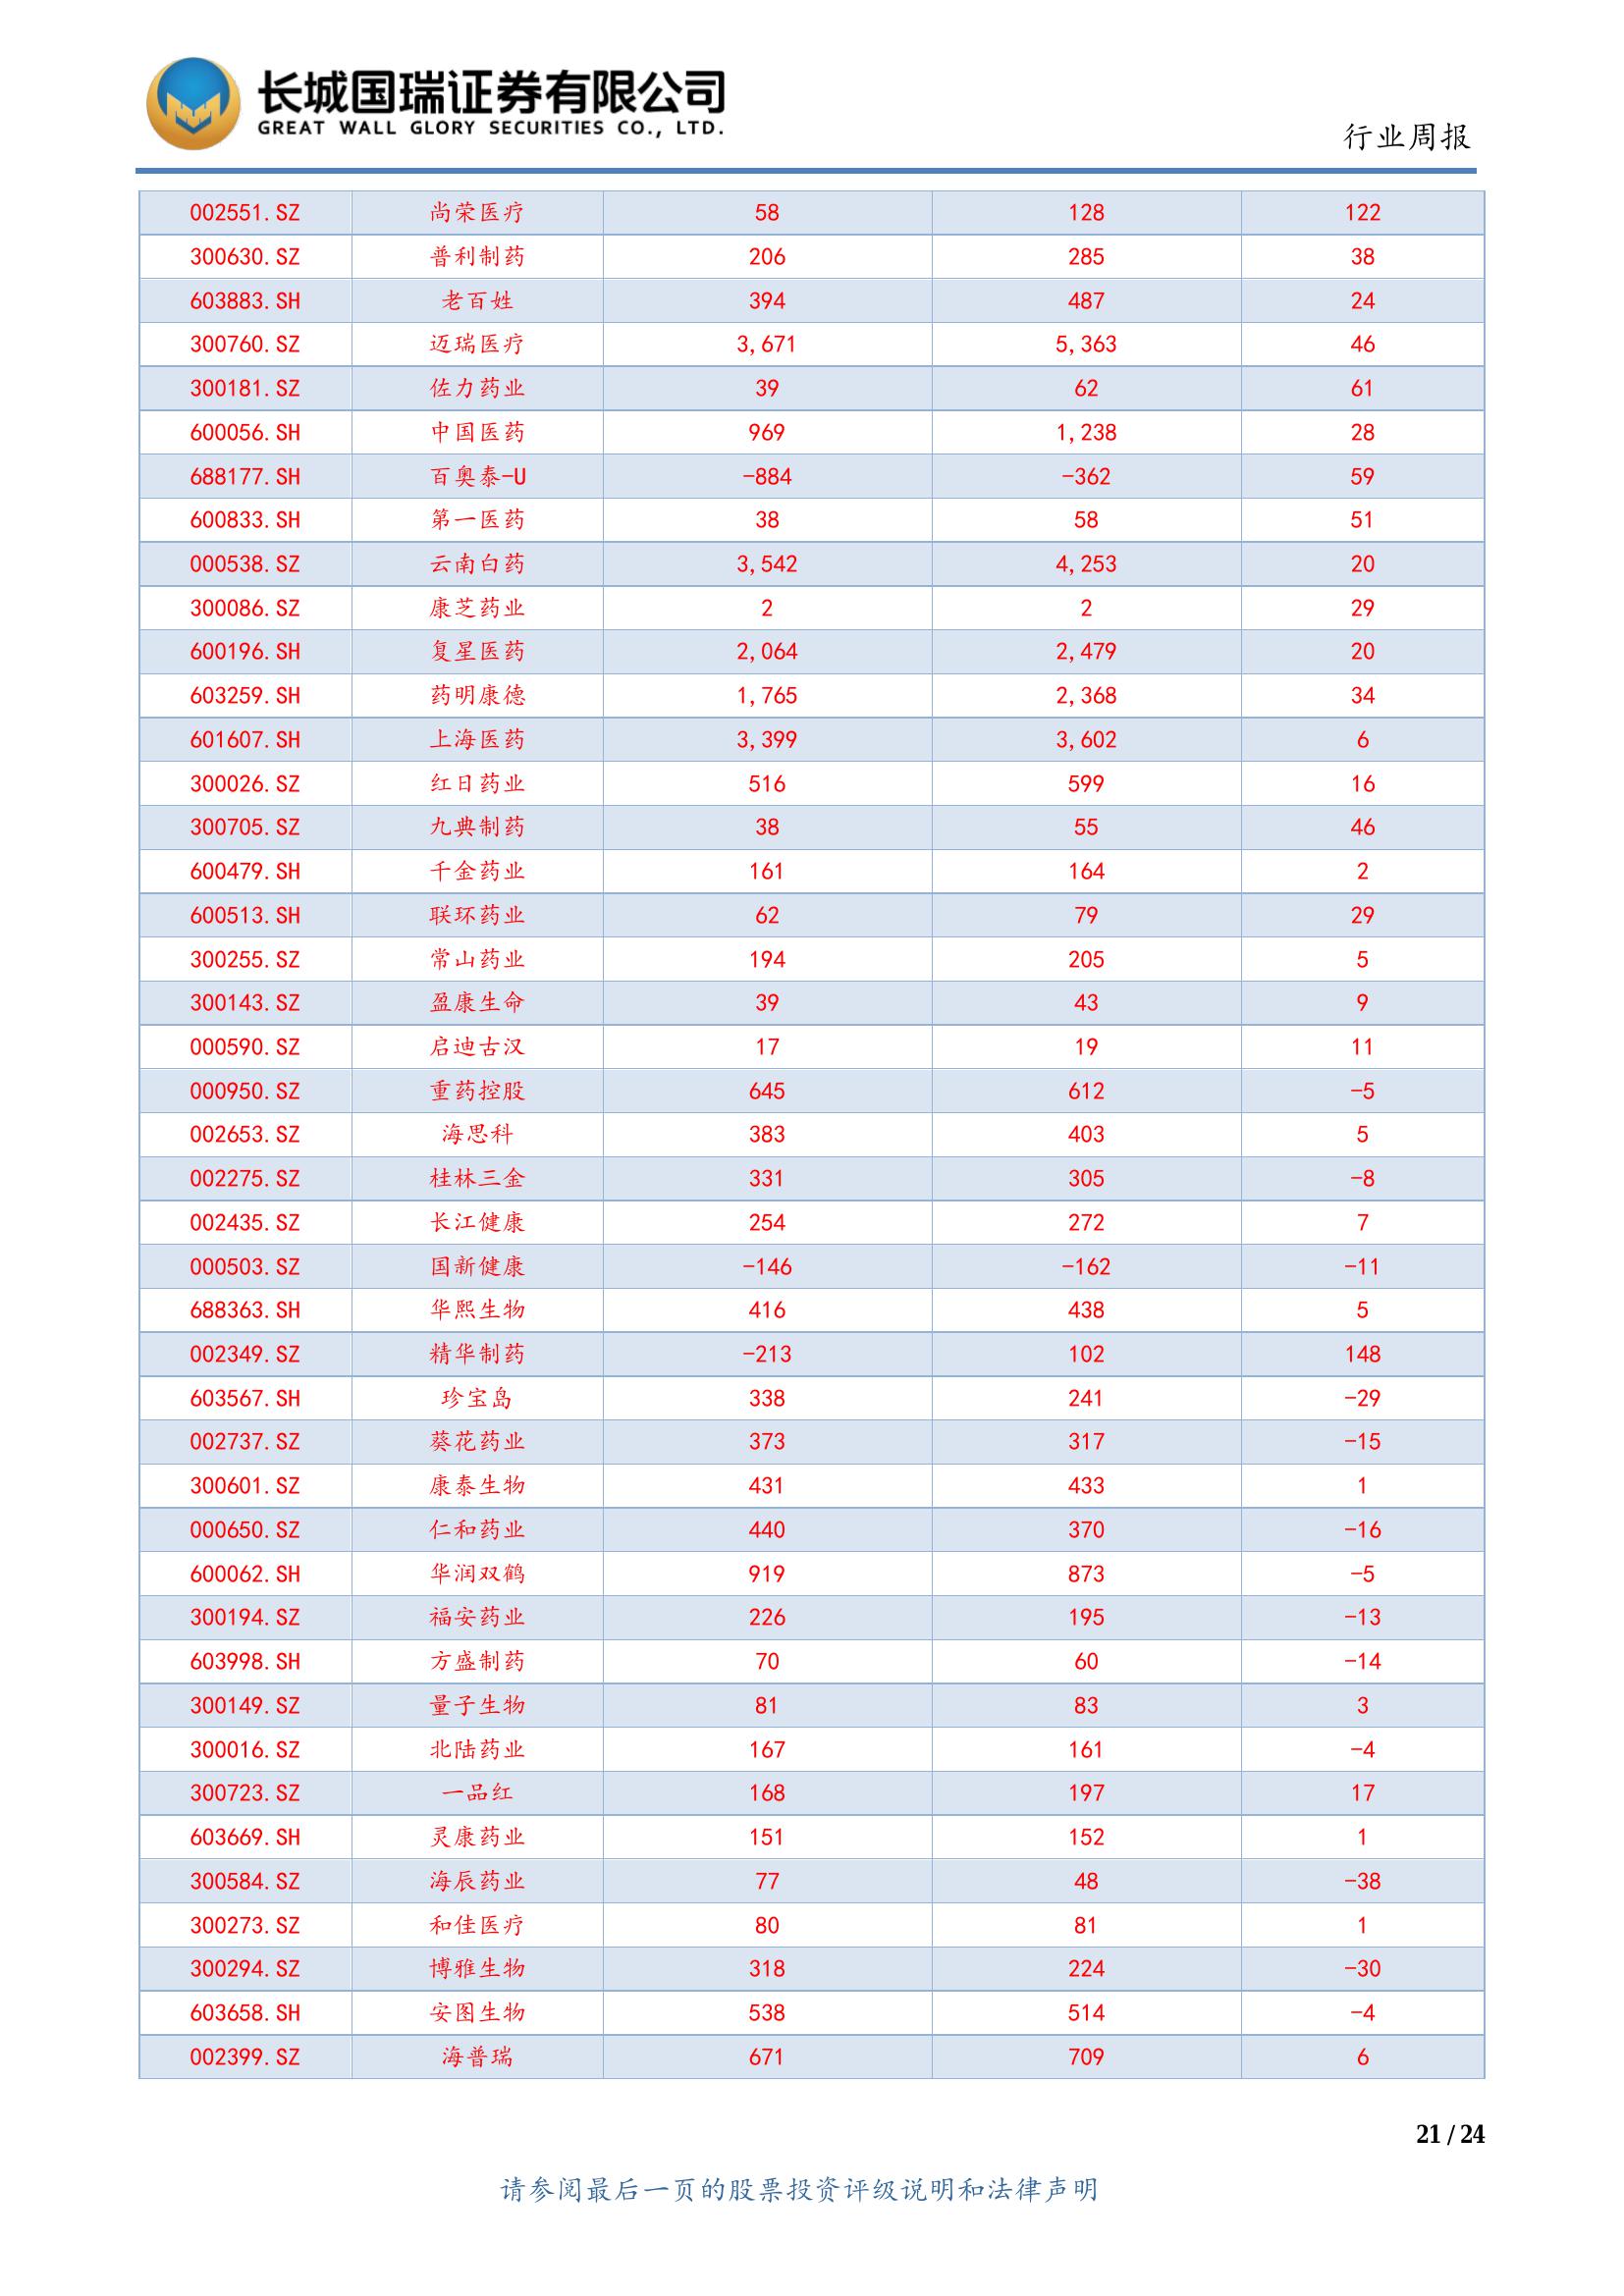 长城国瑞证券有限公司
GREAT WALL GLORY SECURITIES CO., LTD.
行业周报
002551.SZ 尚荣医疗 58 128 122
300630.SZ 普利制药 206 285 38
603883.SH 老百姓 394 487 24
300760.SZ 迈瑞医疗 3,671 5,363 46
300181.SZ 佐力药业 39 62 61
600056.SH 中国医药 969 1,238 28
688177.SH 百奥泰-U -884 -362 59
600833.SH 第一医药 38 58 51
000538.SZ 云南白药 3,542 4,253 20
300086.SZ 康芝药业 2 2 29
600196.SH 复星医药 2,064 2,479 20
603259.SH 药明康德 1,765 2,368 34
601607.SH 上海医药 3,399 3,602 6
300026.SZ 红日药业 516 599 16
300705.SZ 九典制药 38 55 46
600479.SH 千金药业 161 164 2
600513.SH 联环药业 62 79 29
300255.SZ 常山药业 194 205 5
300143.SZ 盈康生命 39 43 9
000590.SZ 启迪古汉 17 19 11
000950.SZ 重药控股 645 612 -5
002653.SZ 海思科 383 403 5
002275.SZ 桂林三金 331 305 -8
002435.SZ 长江健康 254 272 7
000503.SZ 国新健康 -146 -162 -11
688363.SH 华熙生物 416 438 5
002349.SZ 精华制药 -213 102 148
603567.SH 珍宝岛 338 241 -29
002737.SZ 葵花药业 373 317 -15
300601.SZ 康泰生物 431 433 1
000650.SZ 仁和药业 440 370 -16
600062.SH 华润双鹤 919 873 -5
300194.SZ 福安药业 226 195 -13
603998.SH 方盛制药 70 60 -14
300149.SZ 量子生物 81 83 3
300016.SZ 北陆药业 167 161 -4
300723.SZ 一品红 168 197 17
603669.SH 灵康药业 151 152 1
300584.SZ 海辰药业 77 48 -38
300273.SZ 和佳医疗 80 81 1
300294.SZ 博雅生物 318 224 -30
603658.SH 安图生物 538 514 -4
002399.SZ 海普瑞 671 709 6
21 / 24
请参阅最后一页的股票投资评级说明和法律声明